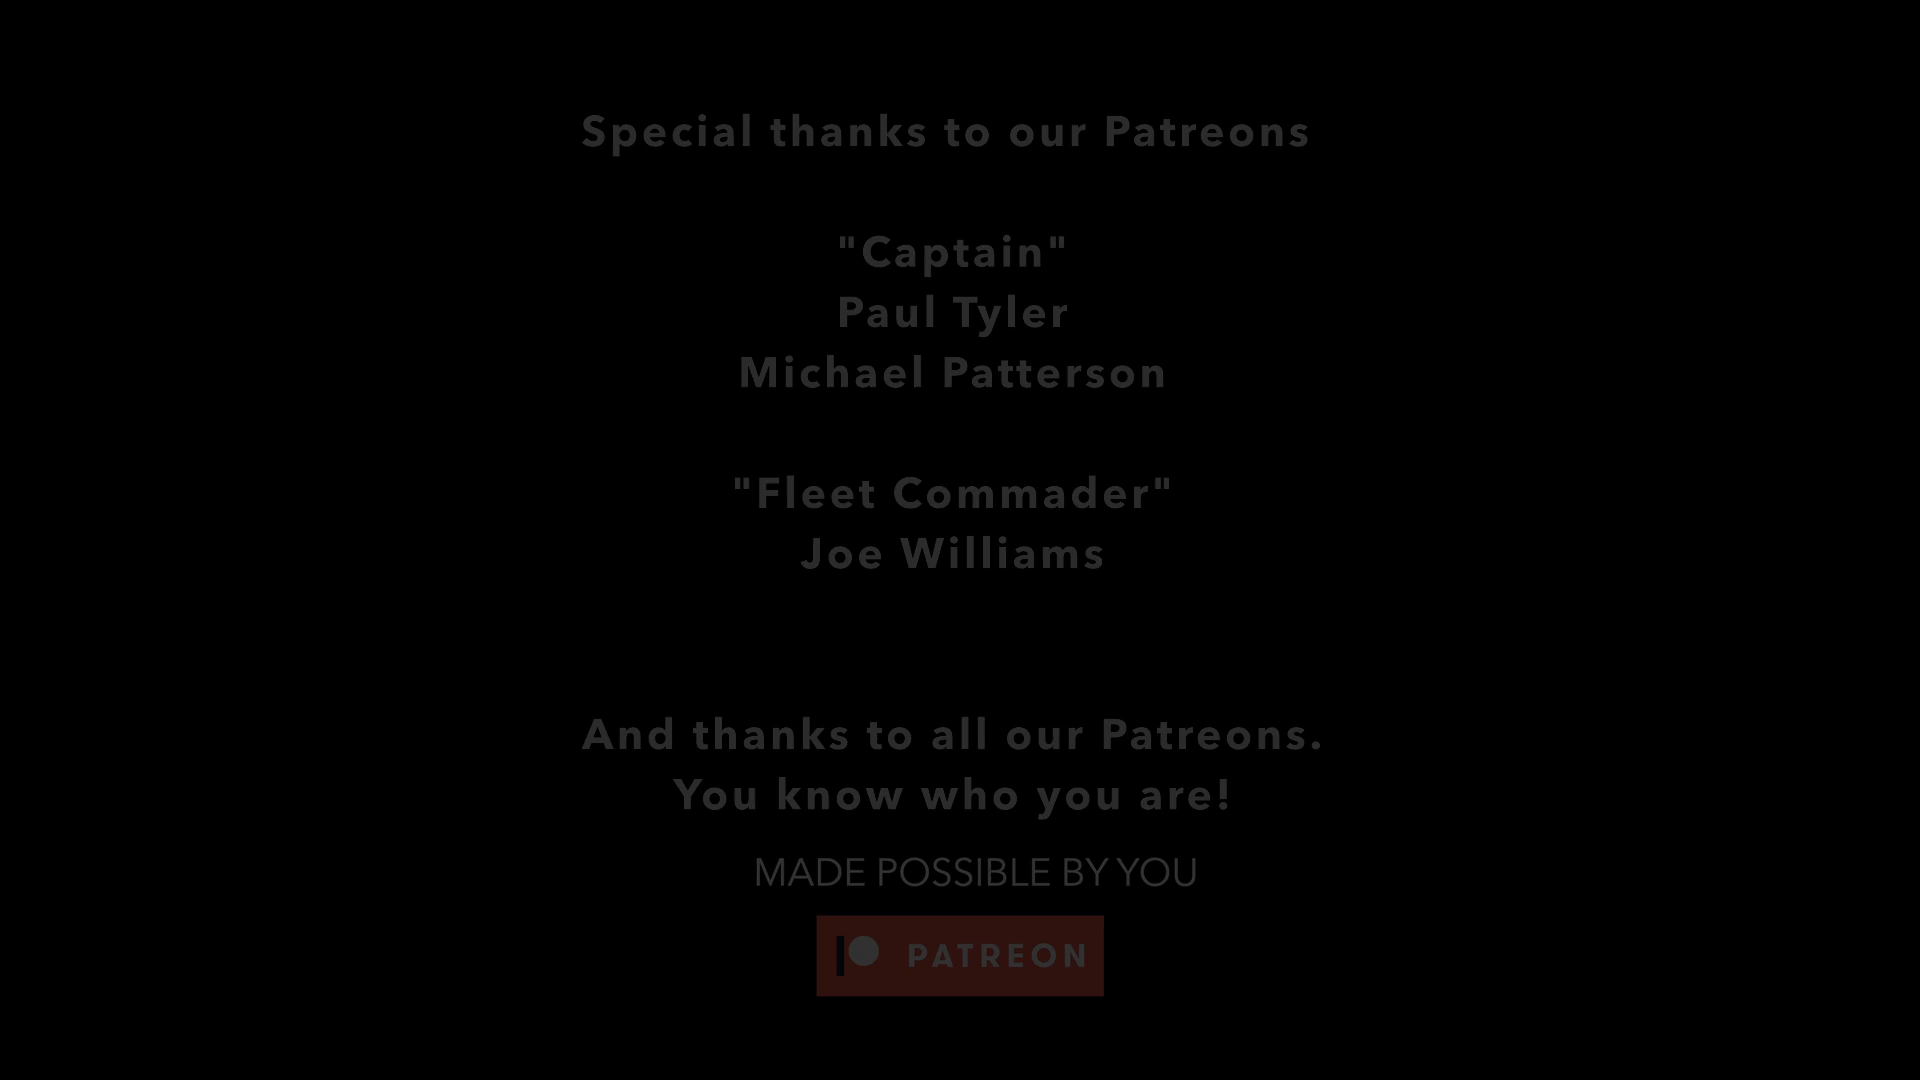 Special thanks to our Patreons
"Captain"
Paul Tyler
Michael Patterson
"Fleet Commader"
Joe Williams
And thanks to all our Patreons.
You know who you are!
MADE POSSIBLE BY YOU
PATREON